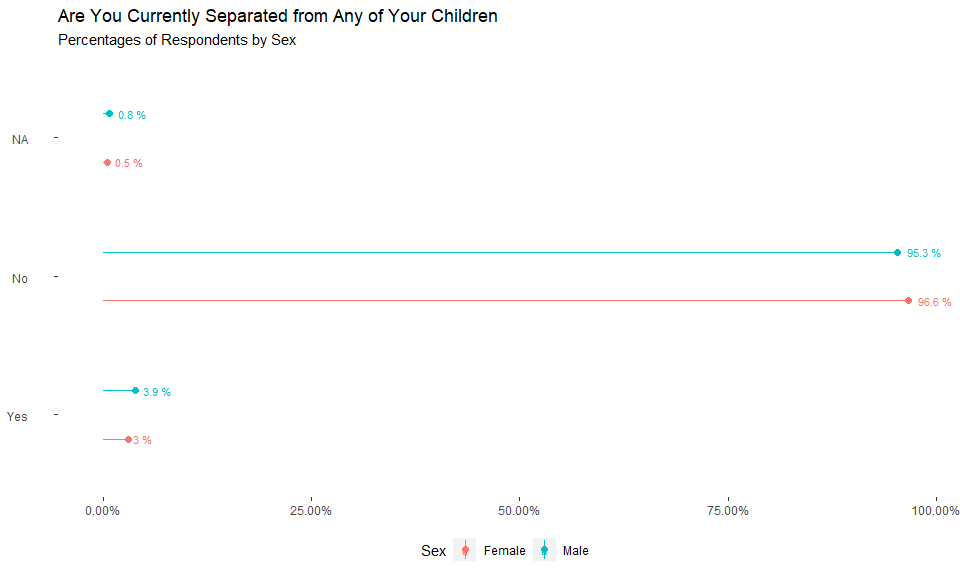 Are You Currently Separated from Any of Your Children
Percentages of Respondents by Sex
0.8 %
NA
0.5 %
95.3 %
No
96.6 %
3.9 %
Yes
3 %
0.00% 25.00% 50.00% 75.00% 100.00%
Sex Female Male